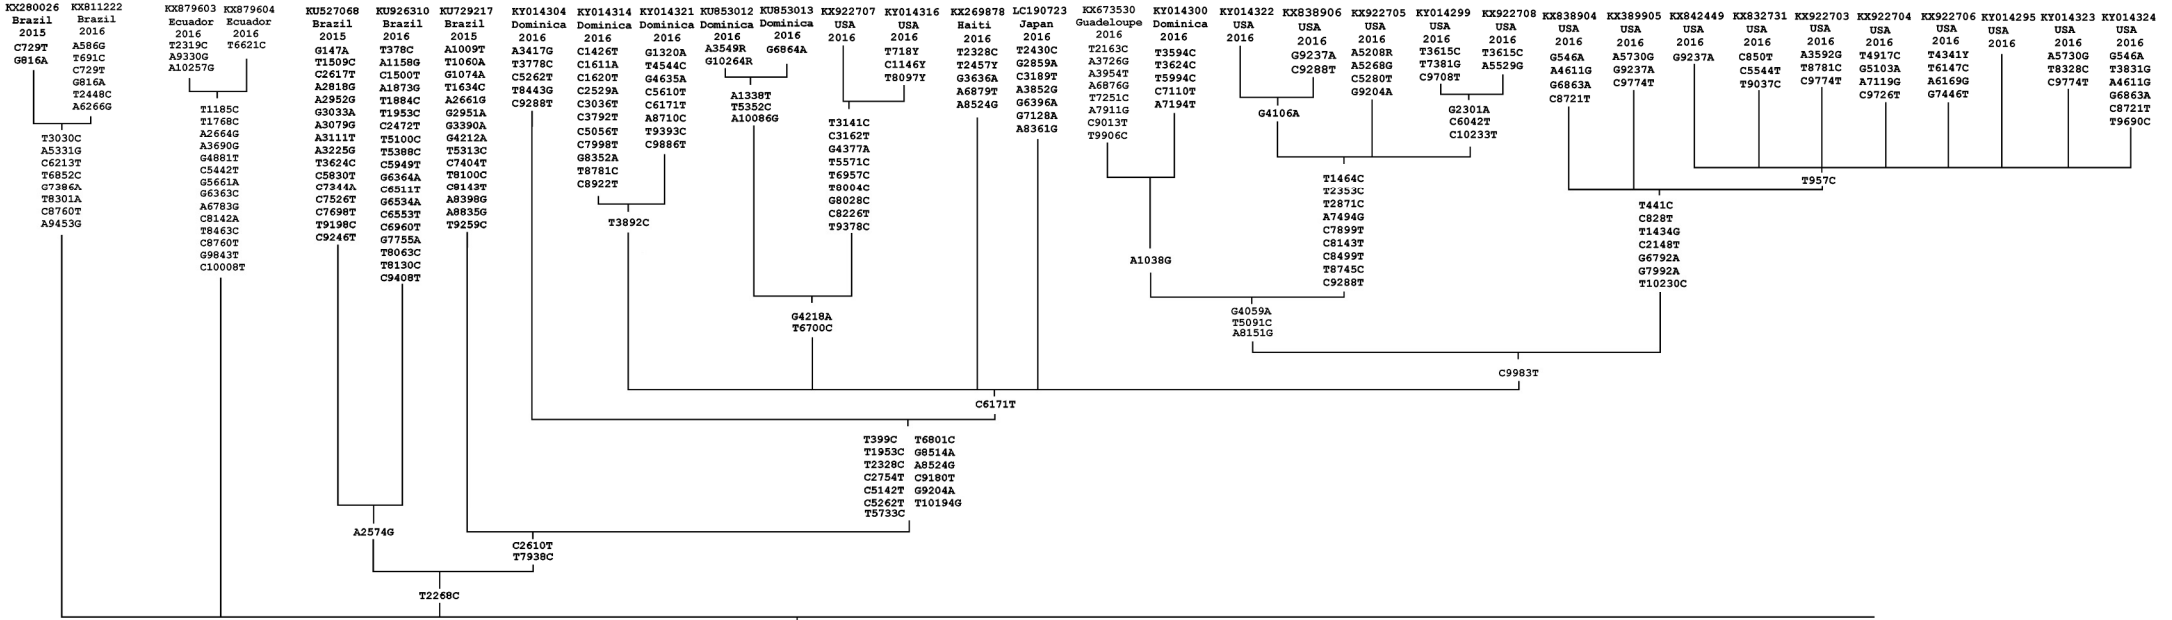 KX280026
Brazil
2015
C729T
G816A
KX811222
Brazil
2016
A586G
T691C
C729T
G816A
T2448C
A6266G
T3030C
A5331G
C6213T
T6852C
G7386A
T8301A
C8760T
A9453G
KX879603
Ecuador
2016
T2319C
A9330G
A10257G
KX879604
Ecuador
2016
T6621C
T1185C
T1768C
A2664G
A3690G
G4881T
C5442T
G5661A
G6363C
A6783G
C8142A
T8463C
C8760T
G9843T
C10008T
KU527068
Brazil
2015
G147A
T1509C
C2617T
A2818G
A2952G
G3033A
A3079G
A3111T
A3225G
T3624C
C5830T
C7344A
C7526T
C7698T
T9198C
C9246T
KU926310
Brazil
2016
T378C
A1158G
C1500T
A1873G
T1884C
T1953C
C2472T
T5100C
T5388C
C5949T
G6364A
C6511T
G6534A
C6553T
C6960T
G7755A
T8063C
T8130C
C9408T
KU729217
Brazil
2015
A1009T
T1060A
G1074A
T1634C
A2661G
G2951A
G3390A
G4212A
T5313C
C7404T
T8100C
C8143T
A8398G
A8835G
T9259C
KY014304
Dominica
2016
A3417G
T3778C
C5262T
T8443G
C9288T
KY014314
Dominica
2016
C1426T
C1611A
C1620T
C2529A
C3036T
C3792T
C5056T
C7998T
G8352A
T8781C
C8922T
KY014321
Dominica
2016
G1320A
T4544C
G4635A
C5610T
C6171T
A8710C
T9393C
C9886T
T3892C
KU853012
Dominica
2016
A3549R
G10264R
KU853013
Dominica
2016
G6864A
A1338T
T5352C
A10086G
KX922707
USA
2016
KY014316
USA
2016
T718Y
C1146Y
T8097Y
T3141C
C3162T
G4377A
T5571C
T6957C
T8004C
G8028C
C8226T
T9378C
G4218A
T6700C
KX269878
Haiti
2016
T2328C
T2457Y
G3636A
A6879T
A8524G
LC190723
Japan
2016
T2430C
G2859A
C3189T
A3852G
G6396A
G7128A
A8361G
KX673530
Guadeloupe
2016
T2163C
A3726G
A3954T
A6876G
T7251C
A7911G
C9013T
T9906C
KY014300
Dominica
2016
T3594C
T3624C
T5994C
C7110T
A7194T
A1038G
KY014322
USA
2016
KX838906
USA
2016
G9237A
C9288T
G4106A
KX922705
USA
2016
A5208R
A5268G
C5280T
G9204A
KY014299
USA
2016
T3615C
T7381G
C9708T
KX922708
USA
2016
T3615C
A5529G
G2301A
C6042T
C10233T
T1464C
T2353C
T2871C
A7494G
C7899T
C8143T
C8499T
T8745C
C9288T
G4059A
T5091C
A8151G
KX838904
USA
2016
G546A
A4611G
G6863A
C8721T
KX389905
USA
2016
A5730G
G9237A
C9774T
KX842449
USA
2016
G9237A
KX832731
USA
2016
C850T
C5544T
T9037C
KX922703
USA
2016
A3592G
T8781C
C9774T
KX922704
USA
2016
T4917C
G5103A
A7119G
C9726T
KX922706
USA
2016
T4341Y
T6147C
A6169G
G7446T
KY014295
USA
2016
KY014323
USA
2016
A5730G
T8328C
C9774T
KY014324
USA
2016
G546A
T3831G
A4611G
G6863A
C8721T
T9690C
T957C
T441C
C828T
T1434G
C2148T
G6792A
G7992A
T10230C
C9983T
C6171T
T399C T6801C
T1953C G8514A
T2328C A8524G
C2754T C9180T
C5142T G9204A
C5262T T10194G
T5733C
A2574G
C2610T
T7938C
T2268C